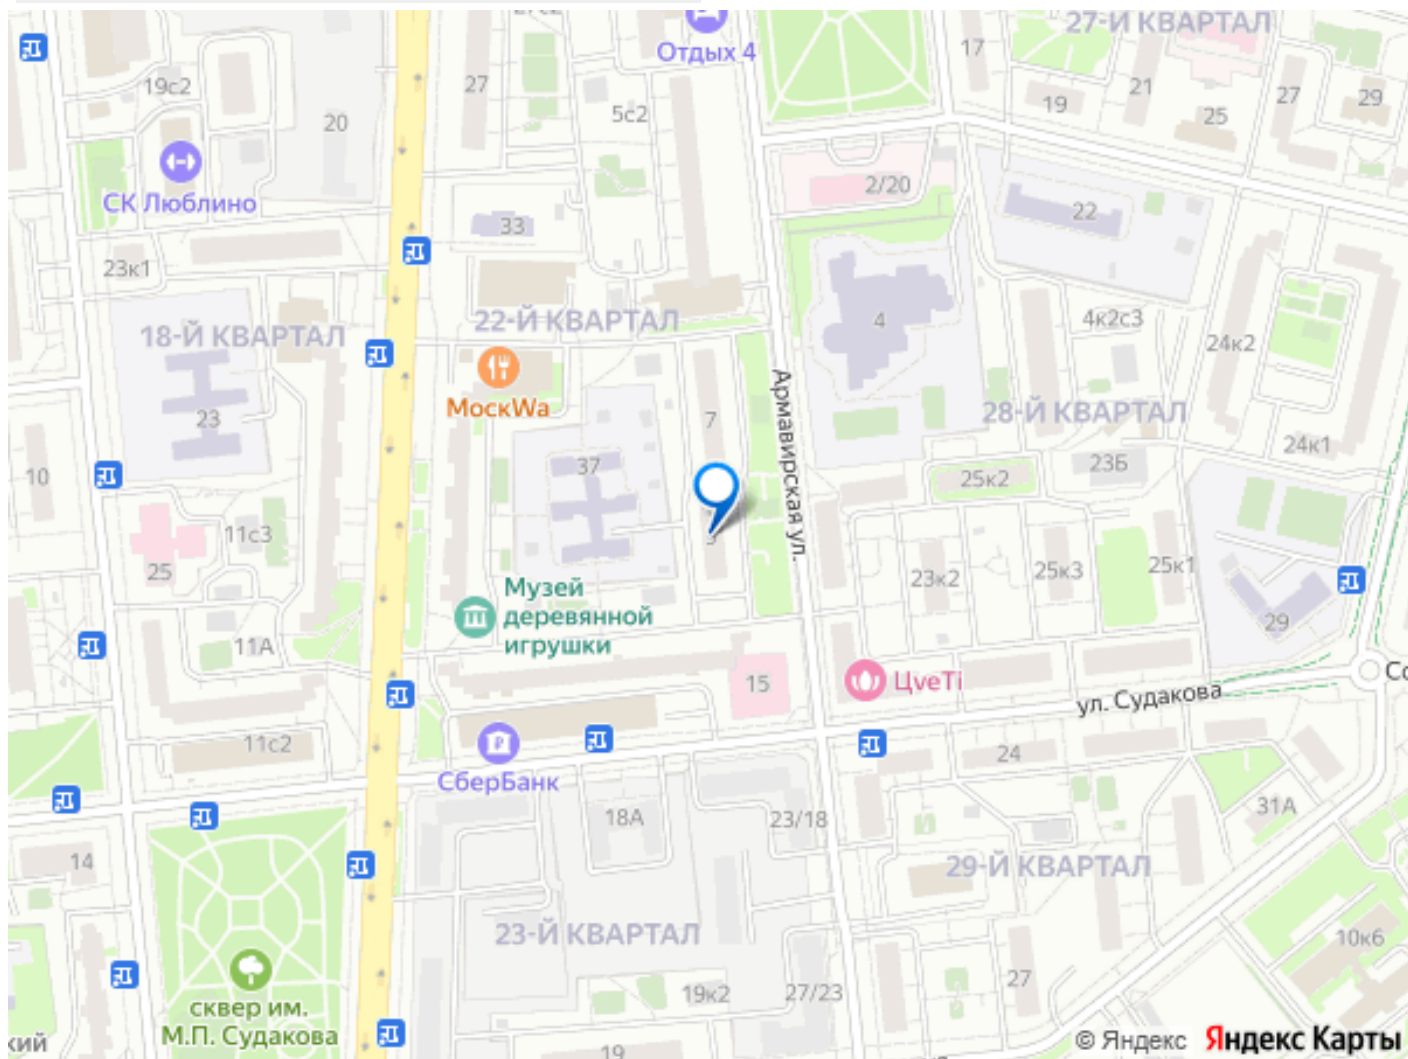 27-Й КВАРТАЛ
Отдых 4
17
19с2
27
5с2
19
21
25
27
29
20
СК Люблино
2/20
33
22
23к1
22-Й КВАРТАЛ
18-Й КВАРТАЛ
4
4к2с3
24к2
МоскWa
Армавирская ул.
7
28-Й КВАРТАЛ
23
24к1
10
37
25к2
23Б
11с3
25
23к2
25к3
25к1
Музей
деревянной
игрушки
29
11А
15
ЦveTi
ул. Судакова
11с2
24
СберБанк
18А
23/18
31А
14
29-Й КВАРТАЛ
23-Й КВАРТАЛ
10к6
сквер им.
М.П. Судакова
19к2
27/23
27
19
© Яндекс Яндекс Карты